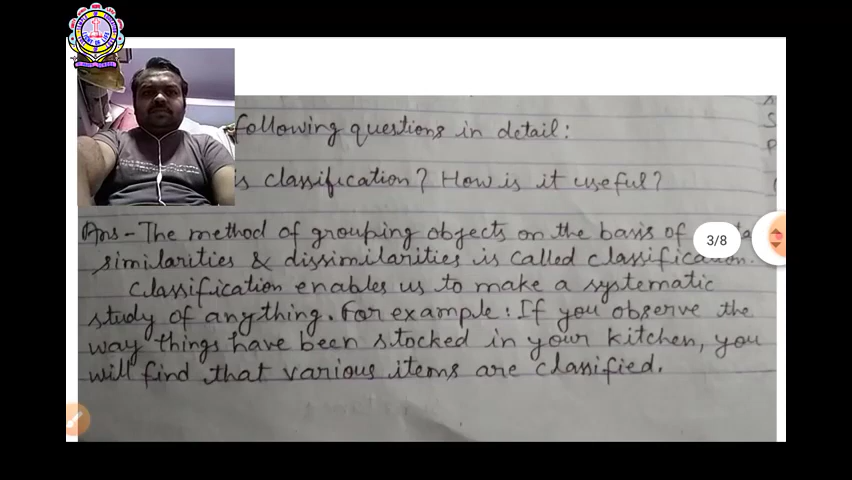 following questions in detail:
is classification? How is it useful?
Ans - The method of grouping objects on the basis of
similarities & dissimilarities is called classification.
Classification enables us to make a systematic
study of anything. For example: If you observe the
way things have been stocked in your kitchen, you
will find that various items are classified.
3/8